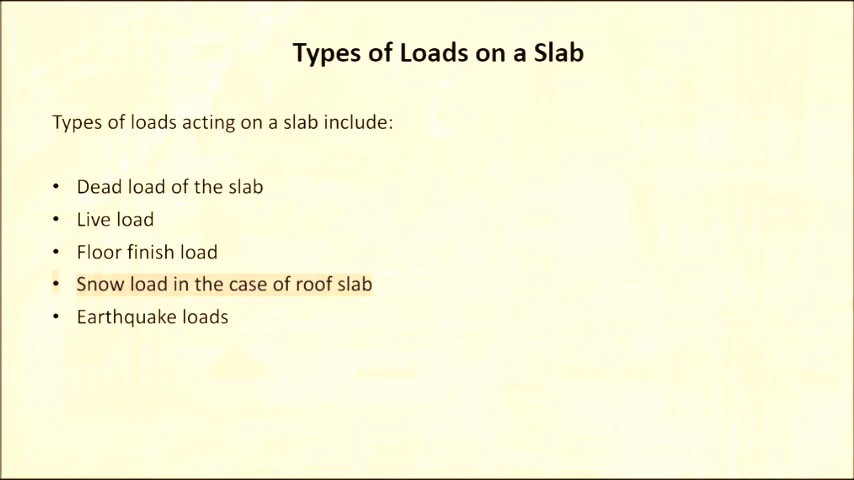 Types of Loads on a Slab
Types of loads acting on a slab include:
• Dead load of the slab
• Live load
• Floor finish load
• Snow load in the case of roof slab
• Earthquake loads